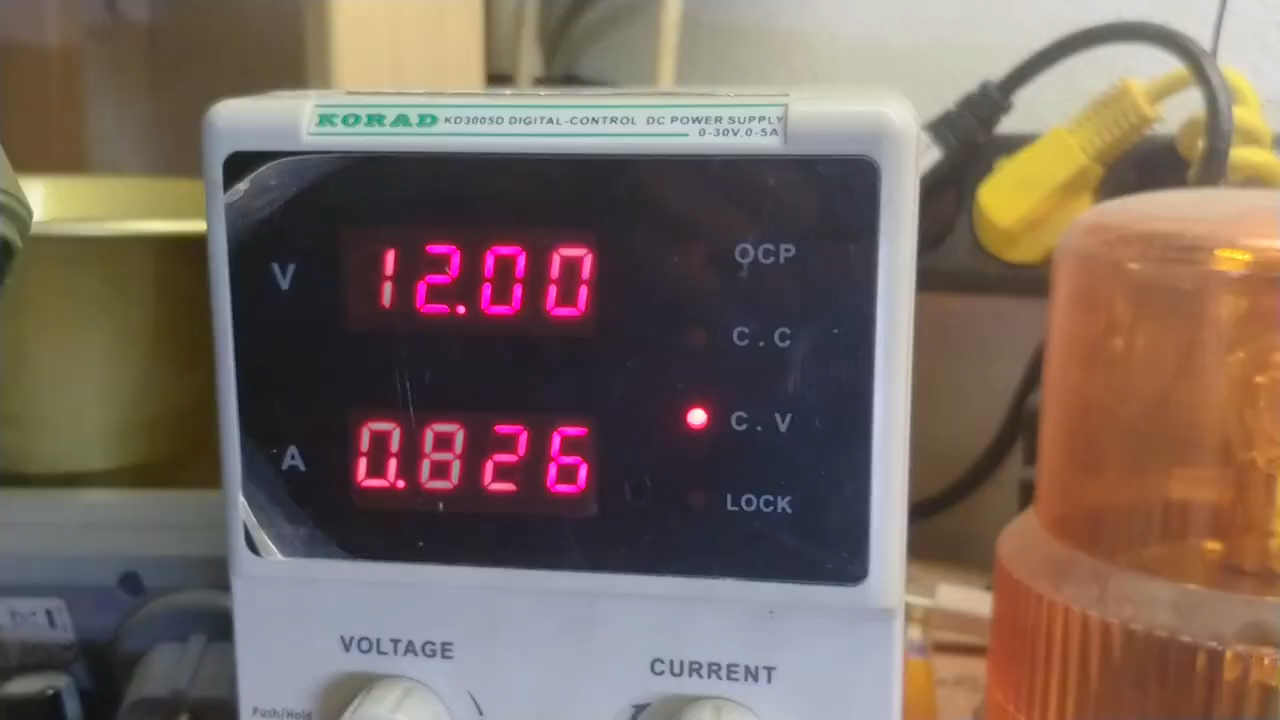 KORAD KD3005D DIGITAL-CONTROL DC POWER SUPPLY
0-30V,0-5A
V 12.00 OCP
C.C
A 0.826 C.V
LOCK
VOLTAGE
CURRENT
Push/Hold